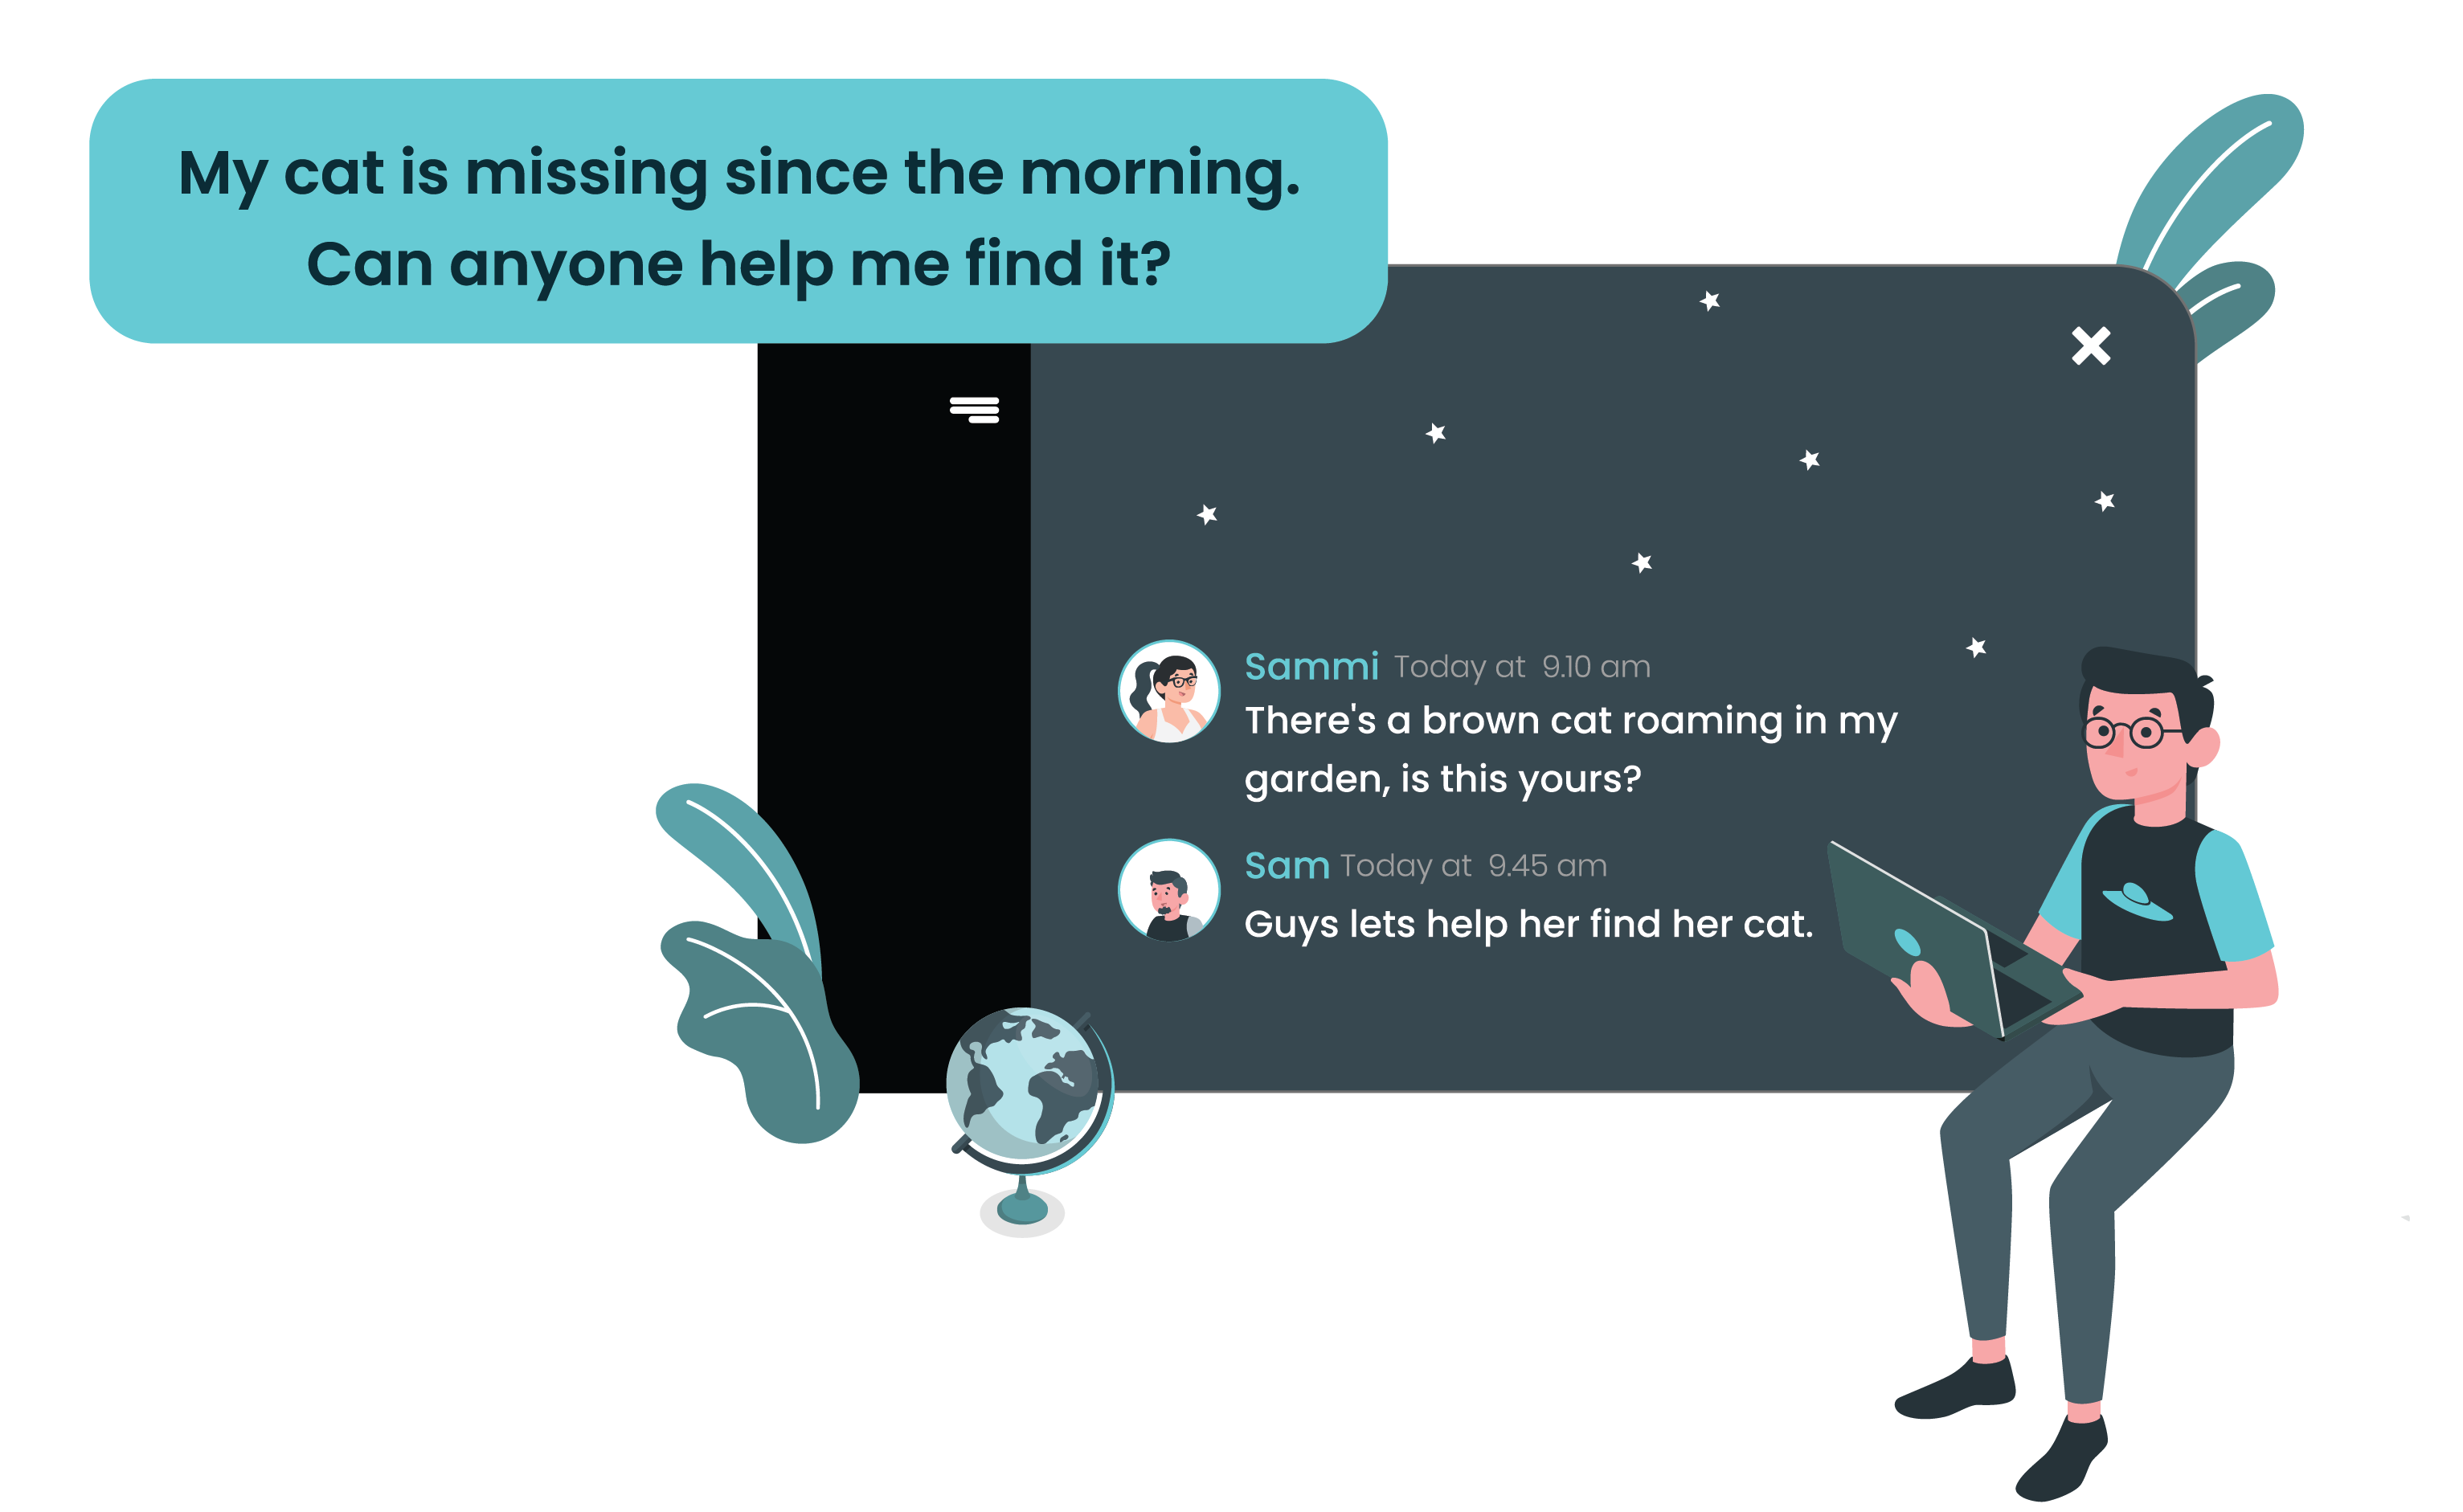 My cat is missing since the morning.
Can anyone help me find it?
Sammi Today at 9.10 am
There's a brown cat roaming in my
garden, is this yours?
Sam Today at 9.45 am
Guys lets help her find her cat.